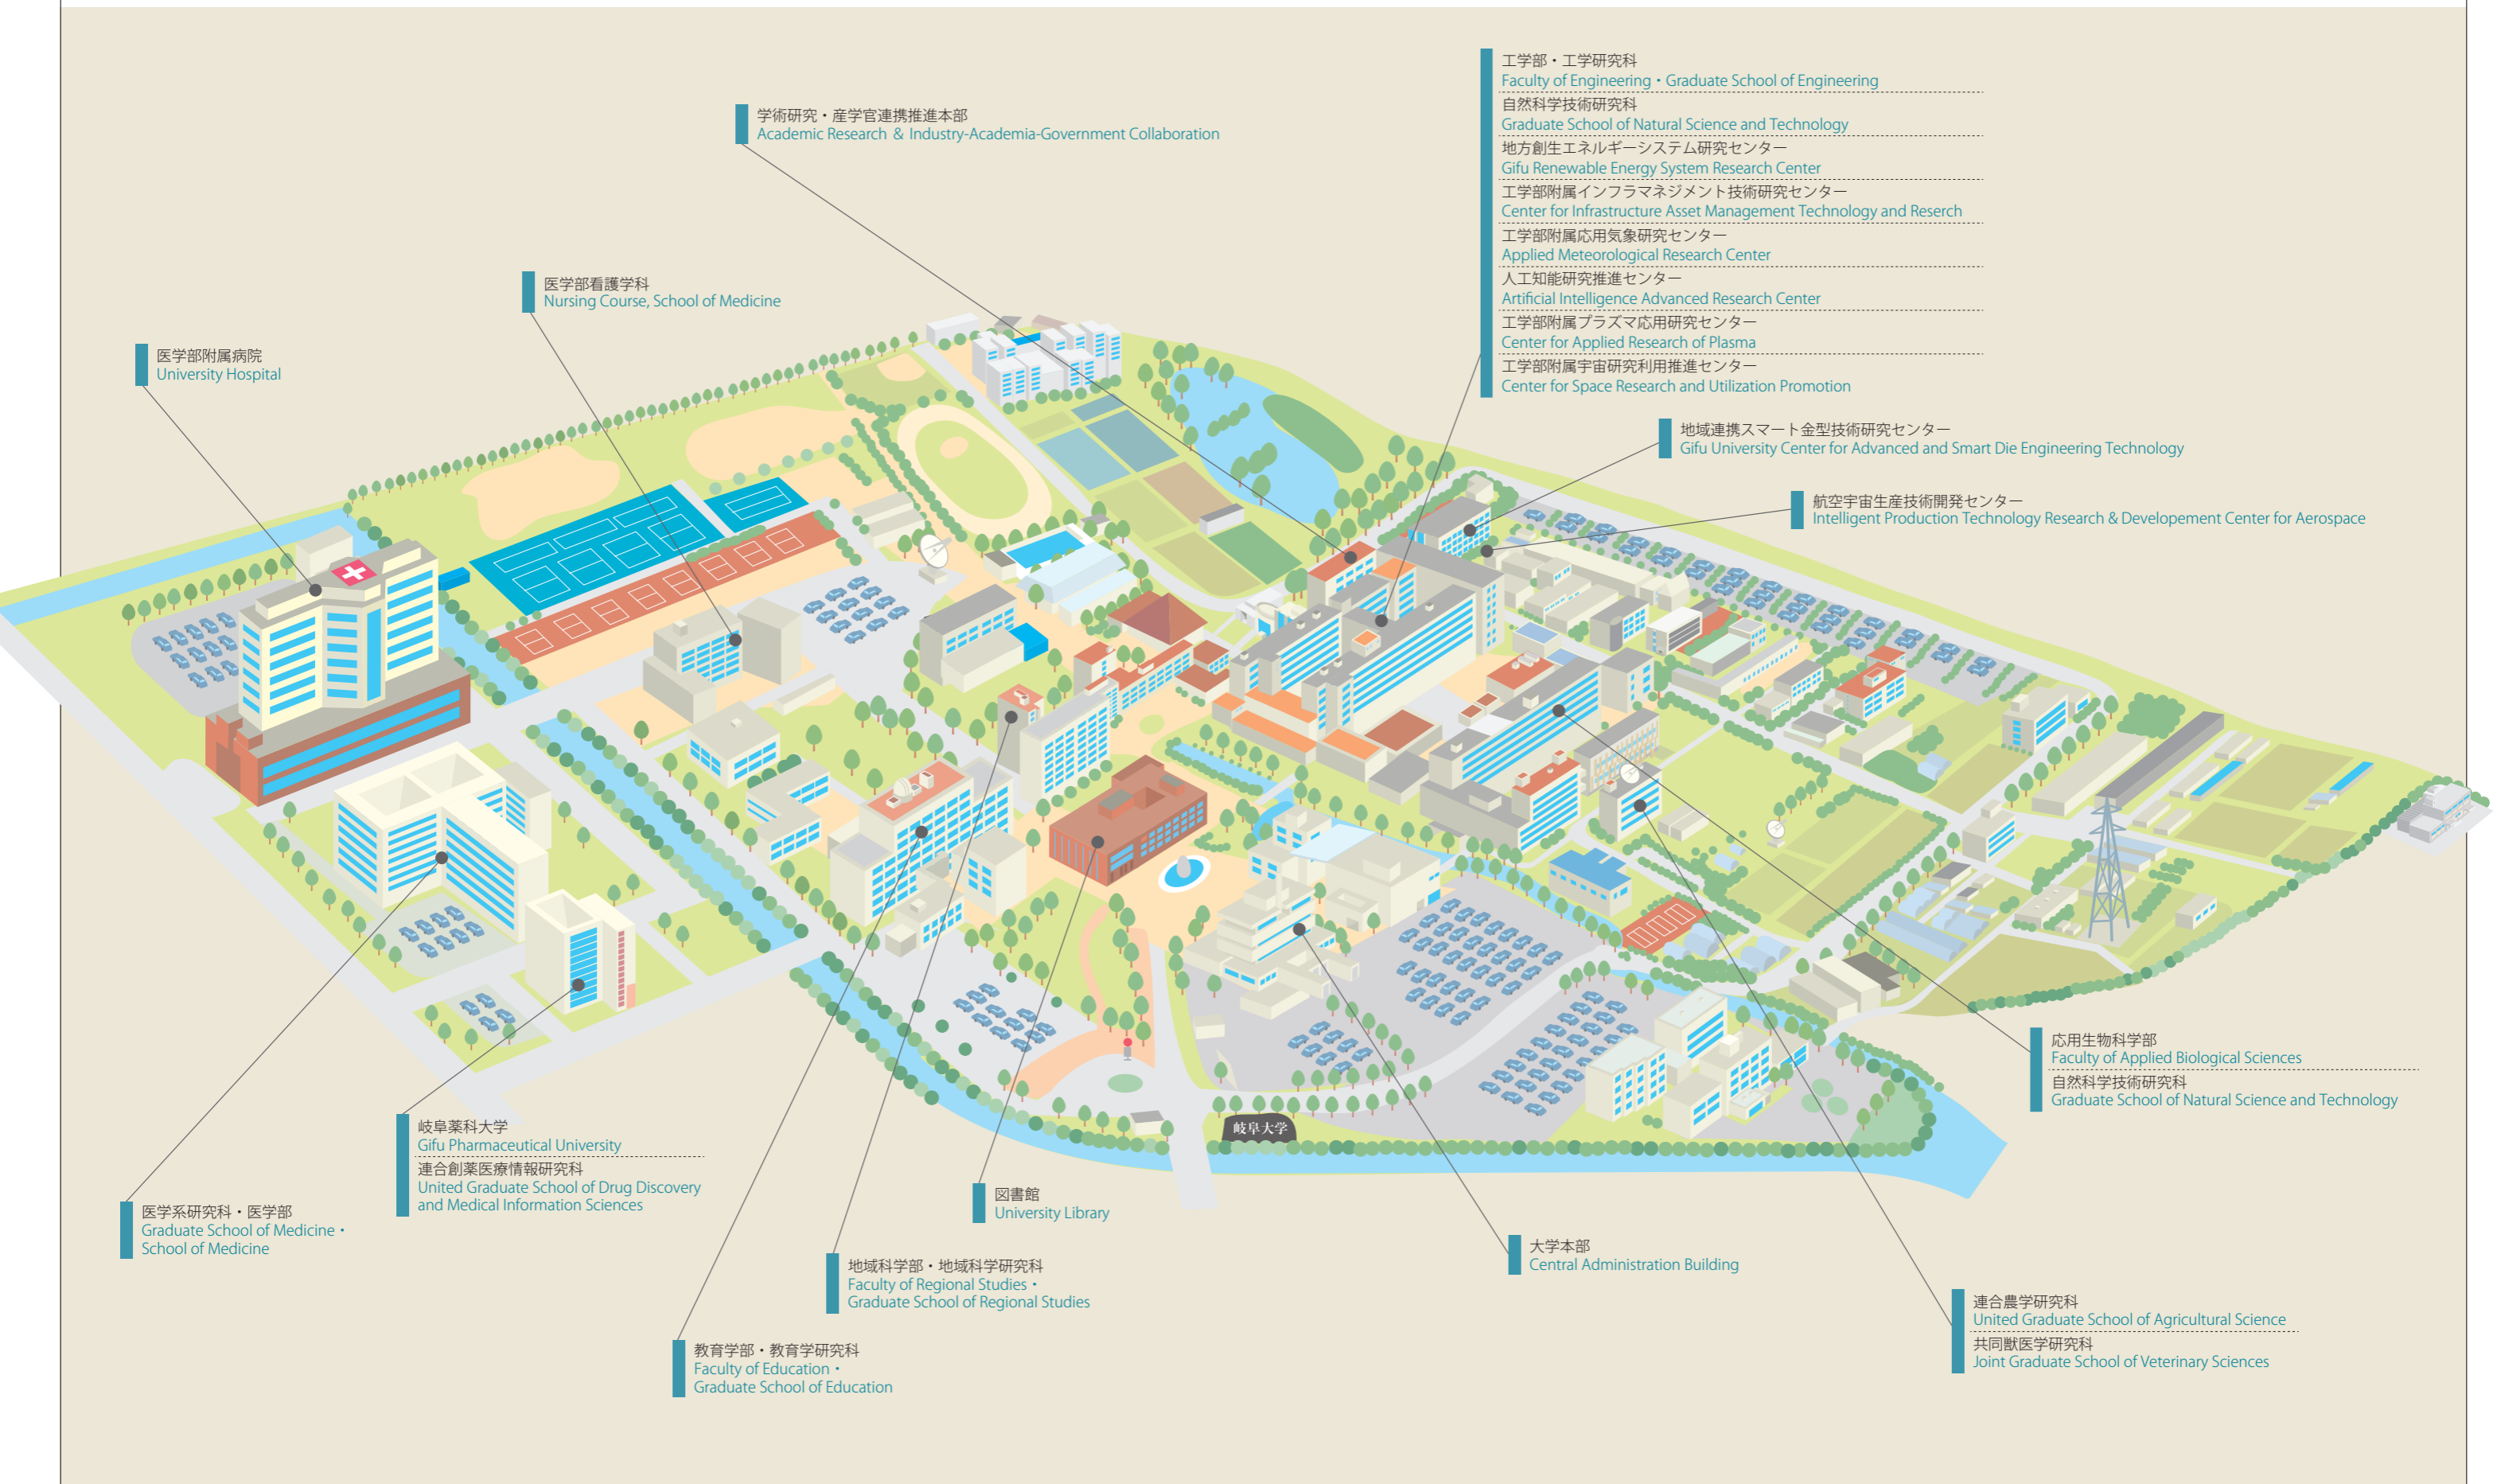 工学部・工学研究科
Faculty of Engineering・Graduate School of Engineering
自然科学技術研究科
Graduate School of Natural Science and Technology
地方創生エネルギーシステム研究センター
Gifu Renewable Energy System Research Center
工学部附属インフラマネジメント技術研究センター
Center for Infrastructure Asset Management Technology and Reserch
工学部附属応用気象研究センター
Applied Meteorological Research Center
人工知能研究推進センター
Artificial Intelligence Advanced Research Center
工学部附属プラズマ応用研究センター
Center for Applied Research of Plasma
工学部附属宇宙研究利用推進センター
Center for Space Research and Utilization Promotion
学術研究・産学官連携推進本部
Academic Research & Industry-Academia-Government Collaboration
医学部看護学科
Nursing Course, School of Medicine
医学部附属病院
University Hospital
地域連携スマート金型技術研究センター
Gifu University Center for Advanced and Smart Die Engineering Technology
航空宇宙生産技術開発センター
Intelligent Production Technology Research & Developement Center for Aerospace
応用生物科学部
Faculty of Applied Biological Sciences
自然科学技術研究科
Graduate School of Natural Science and Technology
岐阜大学
岐阜薬科大学
Gifu Pharmaceutical University
連合創薬医療情報研究科
United Graduate School of Drug Discovery
and Medical Information Sciences
医学系研究科・医学部
Graduate School of Medicine・
School of Medicine
図書館
University Library
地域科学部・地域科学研究科
Faculty of Regional Studies・
Graduate School of Regional Studies
大学本部
Central Administration Building
連合農学研究科
United Graduate School of Agricultural Science
共同獣医学研究科
Joint Graduate School of Veterinary Sciences
教育学部・教育学研究科
Faculty of Education・
Graduate School of Education